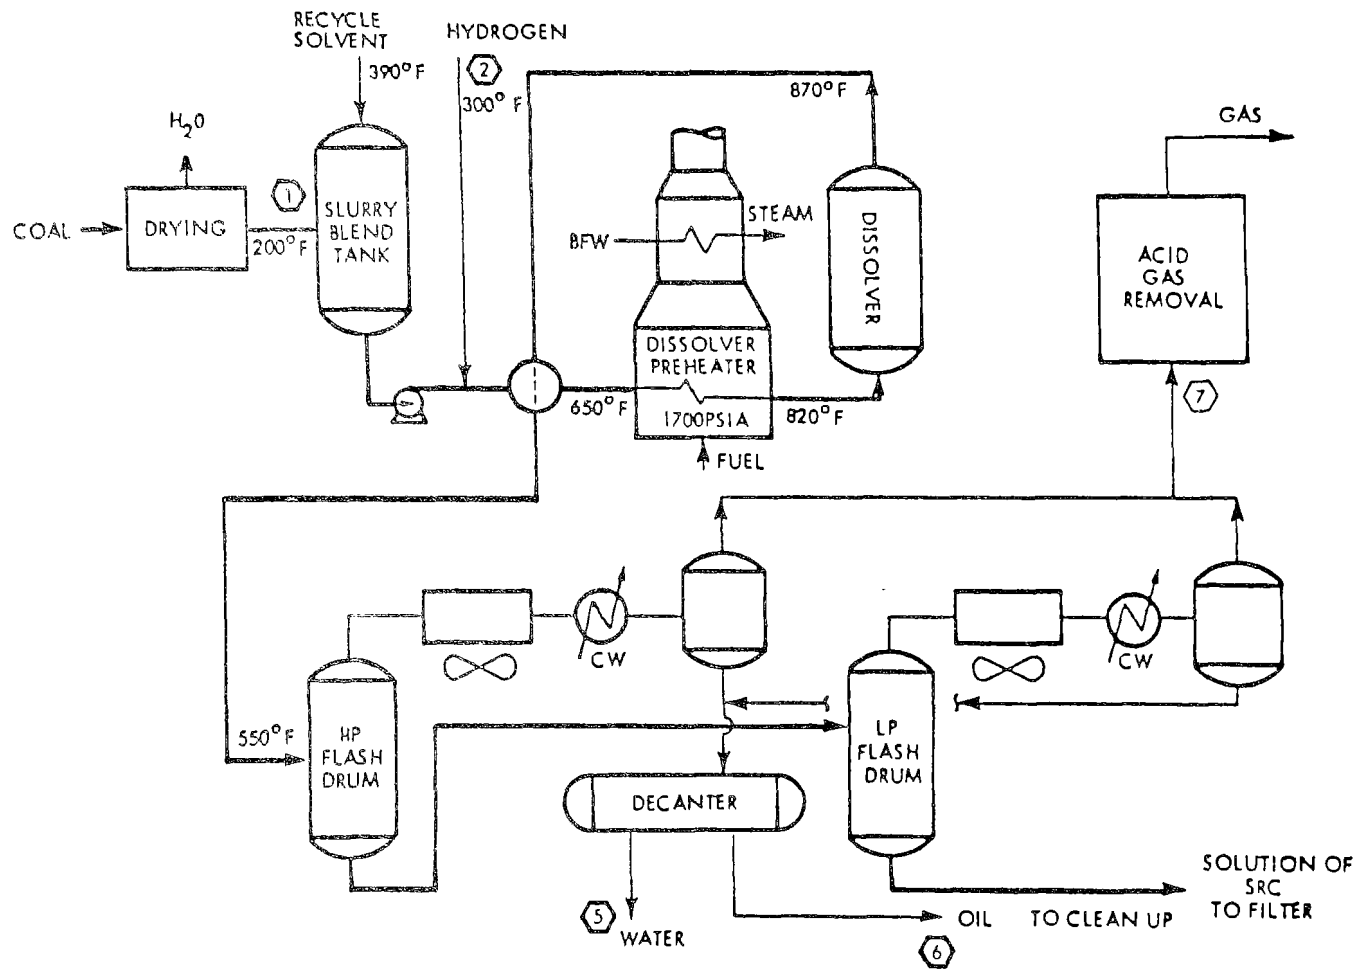 RECYCLE
SOLVENT
390°F
HYDROGEN
2
300°F
870°F
H2O
1
COAL
DRYING
200°F
SLURRY
BLEND
TANK
BFW
STEAM
DISSOLVER
DISSOLVER
PREHEATER
1700PSIA
650°F
820°F
FUEL
GAS
ACID
GAS
REMOVAL
7
CW
CW
550°F
HP
FLASH
DRUM
LP
FLASH
DRUM
DECANTER
5
WATER
OIL
6
TO CLEAN UP
SOLUTION OF
SRC
TO FILTER